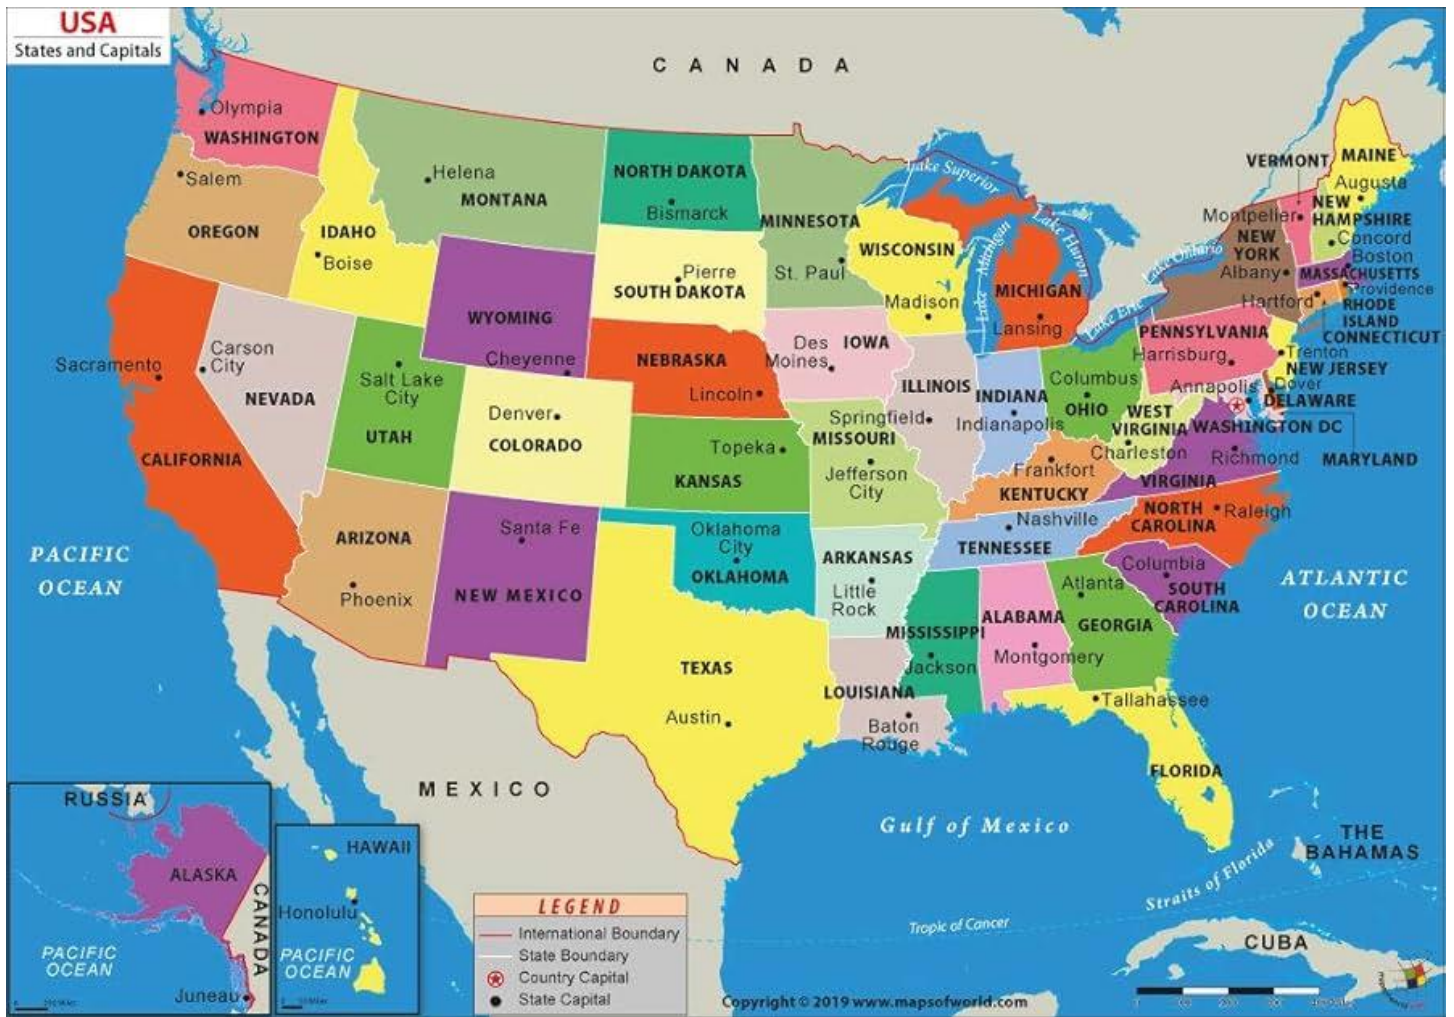 USA
States and Capitals
CANADA
Olympia
WASHINGTON
Salem
OREGON
IDAHO
Boise
Helena
MONTANA
NORTH DAKOTA
Bismarck
MINNESOTA
St. Paul
Pierre
SOUTH DAKOTA
WYOMING
Cheyenne
NEBRASKA
Lincoln
WISCONSIN
Madison
Lake Superior
Lake Michigan
Lake Huron
Lake Ontario
Lake Erie
MICHIGAN
Lansing
VERMONT
MAINE
Augusta
Montpelier
NEW
HAMPSHIRE
Concord
NEW
YORK
Albany
Boston
MASSACHUSETTS
Providence
RHODE
ISLAND
Hartford
CONNECTICUT
PENNSYLVANIA
Harrisburg
Trenton
NEW JERSEY
Annapolis
Dover
DELAWARE
WASHINGTON DC
MARYLAND
Sacramento
CALIFORNIA
Carson
City
NEVADA
Salt Lake
City
UTAH
Denver
COLORADO
Topeka
KANSAS
Des
Moines
IOWA
ILLINOIS
Springfield
MISSOURI
Jefferson
City
INDIANA
Indianapolis
Columbus
OHIO
WEST
VIRGINIA
Charleston
Richmond
VIRGINIA
Frankfort
KENTUCKY
NORTH
CAROLINA
Raleigh
Nashville
TENNESSEE
Columbia
SOUTH
CAROLINA
ARIZONA
Phoenix
Santa Fe
NEW MEXICO
Oklahoma
City
OKLAHOMA
ARKANSAS
Little
Rock
MISSISSIPPI
Jackson
ALABAMA
Montgomery
Atlanta
GEORGIA
TEXAS
Austin
LOUISIANA
Baton
Rouge
Tallahassee
FLORIDA
PACIFIC
OCEAN
ATLANTIC
OCEAN
MEXICO
Gulf of Mexico
THE
BAHAMAS
Straits of Florida
Tropic of Cancer
CUBA
RUSSIA
ALASKA
CANADA
PACIFIC
OCEAN
Juneau
HAWAII
Honolulu
PACIFIC
OCEAN
LEGEND
International Boundary
State Boundary
Country Capital
State Capital
Copyright © 2019 www.mapsofworld.com